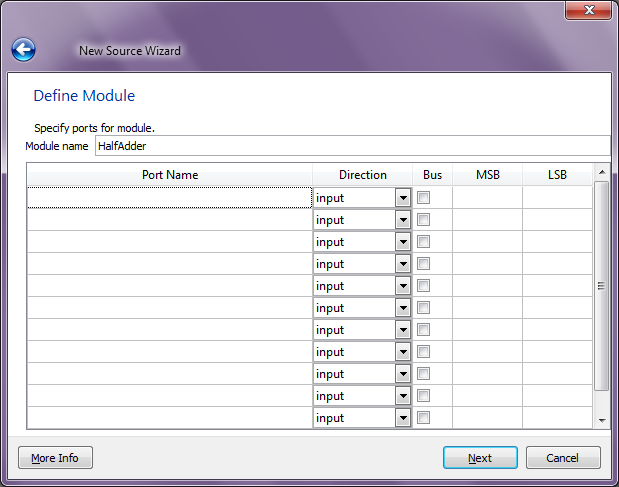 New Source Wizard
Define Module
Specify ports for module.
Module name HalfAdder
Port Name Direction Bus MSB LSB
input
input
input
input
input
input
input
input
input
input
input
More Info Next Cancel